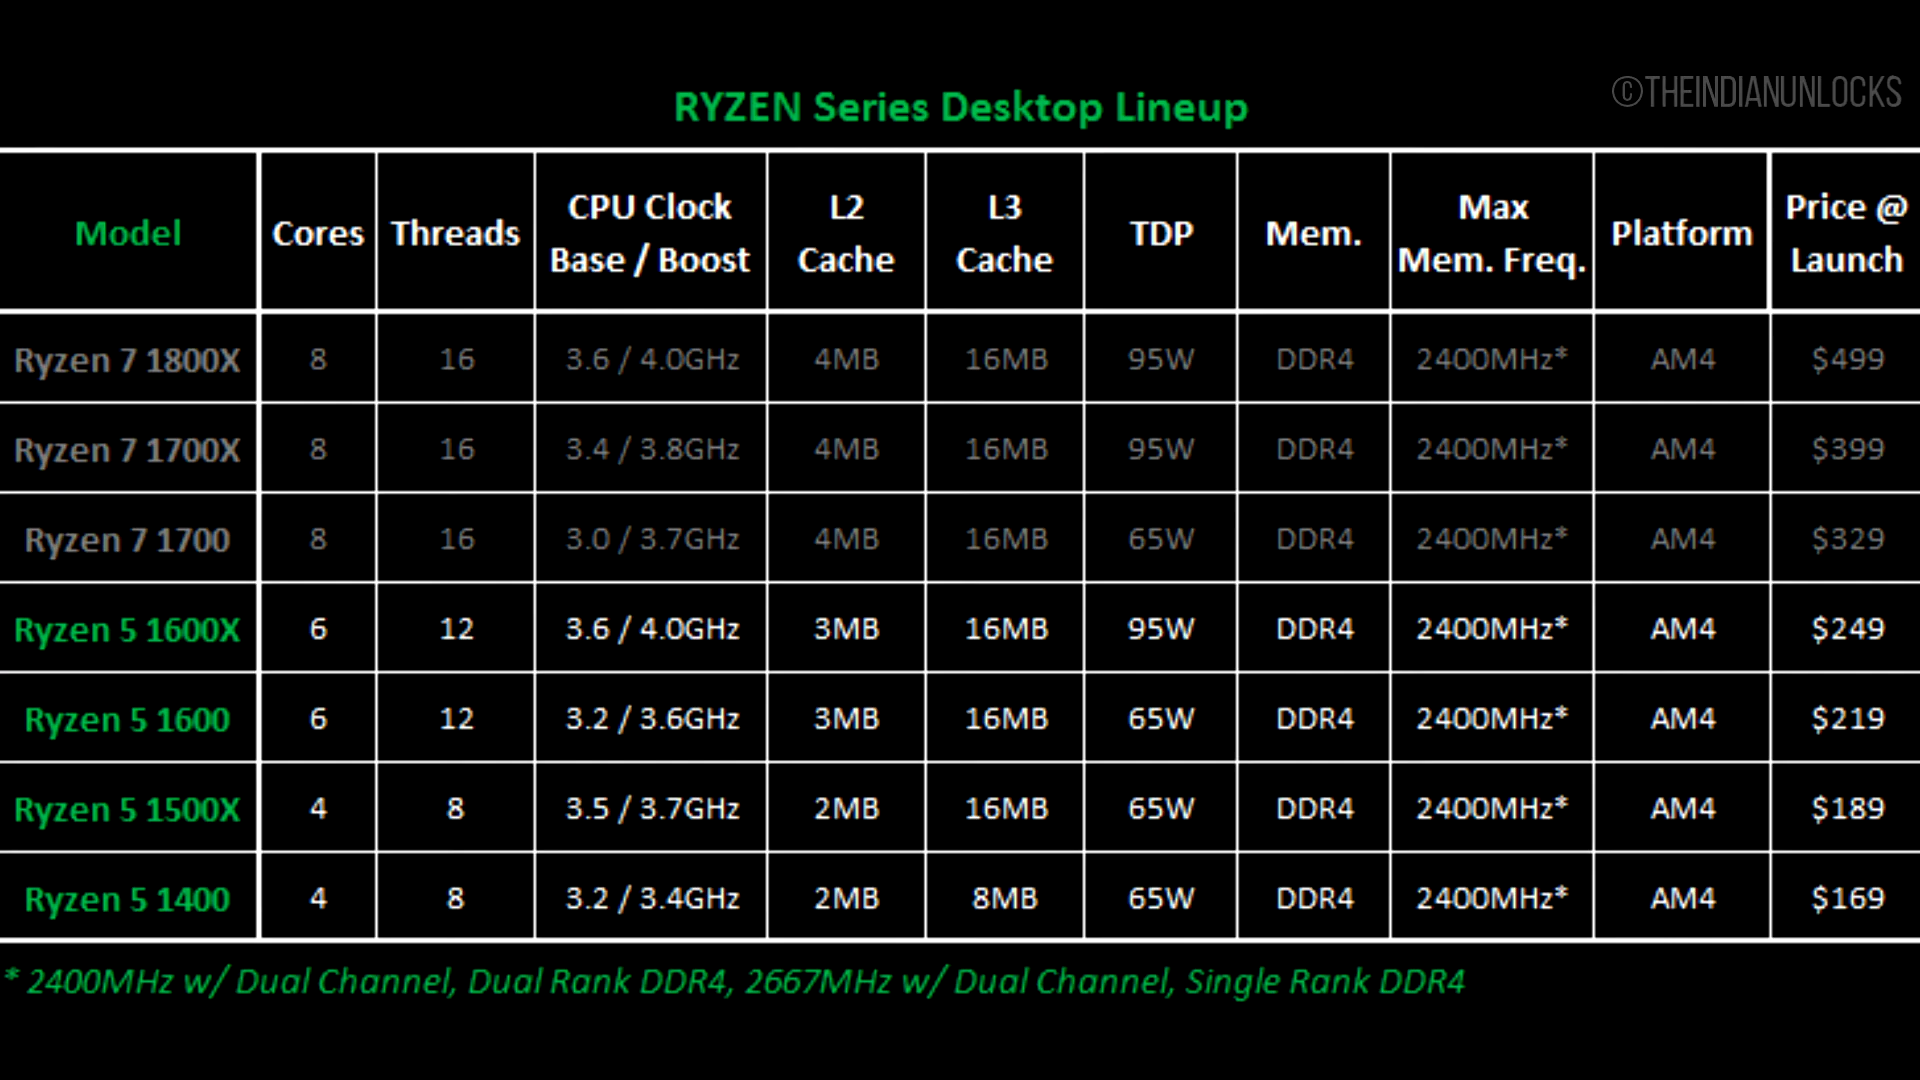 ©THEINDIANUNLOCKS
RYZEN Series Desktop Lineup
Model Cores Threads CPU Clock Base / Boost L2 Cache L3 Cache TDP Mem. Max Mem. Freq. Platform Price @ Launch
Ryzen 7 1800X 8 16 3.6 / 4.0GHz 4MB 16MB 95W DDR4 2400MHz* AM4 $499
Ryzen 7 1700X 8 16 3.4 / 3.8GHz 4MB 16MB 95W DDR4 2400MHz* AM4 $399
Ryzen 7 1700 8 16 3.0 / 3.7GHz 4MB 16MB 65W DDR4 2400MHz* AM4 $329
Ryzen 5 1600X 6 12 3.6 / 4.0GHz 3MB 16MB 95W DDR4 2400MHz* AM4 $249
Ryzen 5 1600 6 12 3.2 / 3.6GHz 3MB 16MB 65W DDR4 2400MHz* AM4 $219
Ryzen 5 1500X 4 8 3.5 / 3.7GHz 2MB 16MB 65W DDR4 2400MHz* AM4 $189
Ryzen 5 1400 4 8 3.2 / 3.4GHz 2MB 8MB 65W DDR4 2400MHz* AM4 $169
* 2400MHz w/ Dual Channel, Dual Rank DDR4, 2667MHz w/ Dual Channel, Single Rank DDR4